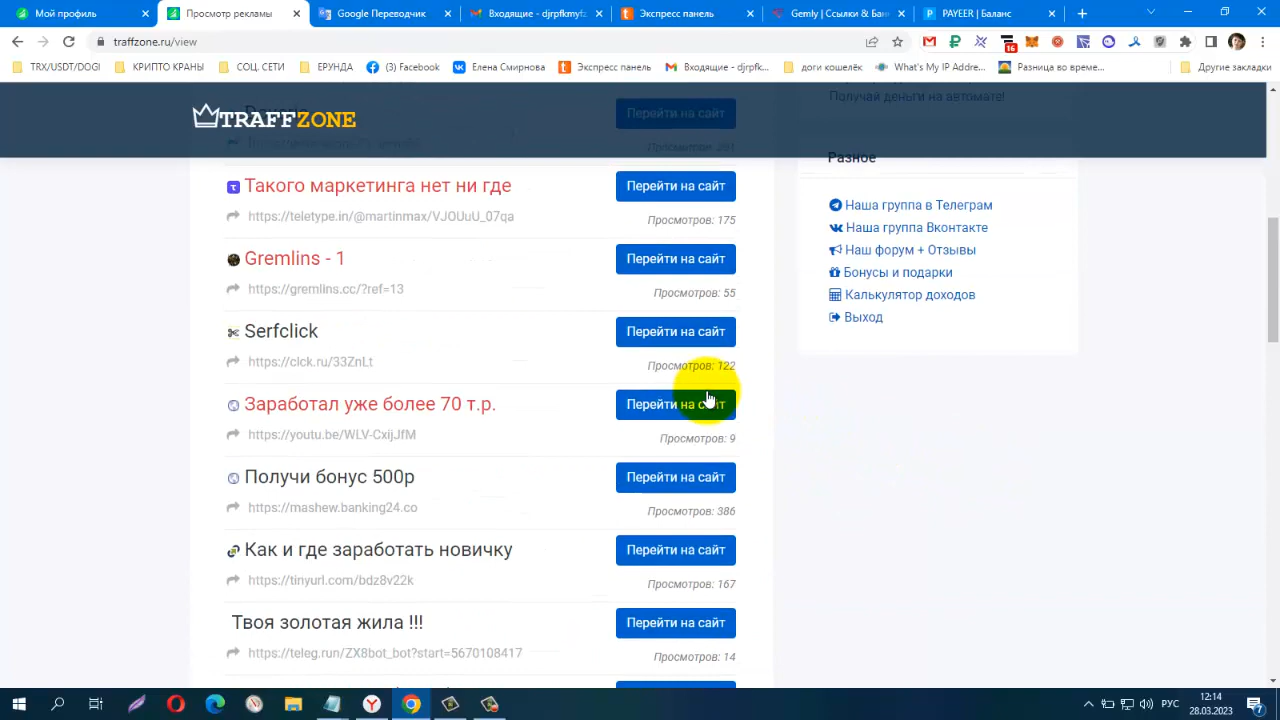 Мой профиль
Просмотр рекламы
Google Переводчик
Входящие - djrpfkmyfz
Экспресс панель
Gemly | Ссылки & Бан
PAYEER | Баланс
traffzone.ru/view
16
TRX/USDT/DOGI
КРИПТО КРАНЫ
СОЦ. СЕТИ
ЕРУНДА
(3) Facebook
Елена Смирнова
Экспресс панель
Входящие - djrpfk...
доги кошелёк
What's My IP Addre...
Разница во време...
Другие закладки
TRAFFZONE
Перейти на сайт
Получай деньги на автомате!
Такого маркетинга нет ни где
Перейти на сайт
https://teletype.in/@martinmax/VJOUuU_07qa
Просмотров: 175
Gremlins - 1
Перейти на сайт
https://gremlins.cc/?ref=13
Просмотров: 55
Serfclick
Перейти на сайт
https://clck.ru/33ZnLt
Просмотров: 122
Заработал уже более 70 т.р.
Перейти на сайт
https://youtu.be/WLV-CxijJfM
Просмотров: 9
Получи бонус 500р
Перейти на сайт
https://mashew.banking24.co
Просмотров: 386
Как и где заработать новичку
Перейти на сайт
https://tinyurl.com/bdz8v22k
Просмотров: 167
Твоя золотая жила !!!
Перейти на сайт
https://teleg.run/ZX8bot_bot?start=5670108417
Просмотров: 14
Разное
Наша группа в Телеграм
Наша группа Вконтакте
Наш форум + Отзывы
Бонусы и подарки
Калькулятор доходов
Выход
РУС
12:14
28.03.2023
7